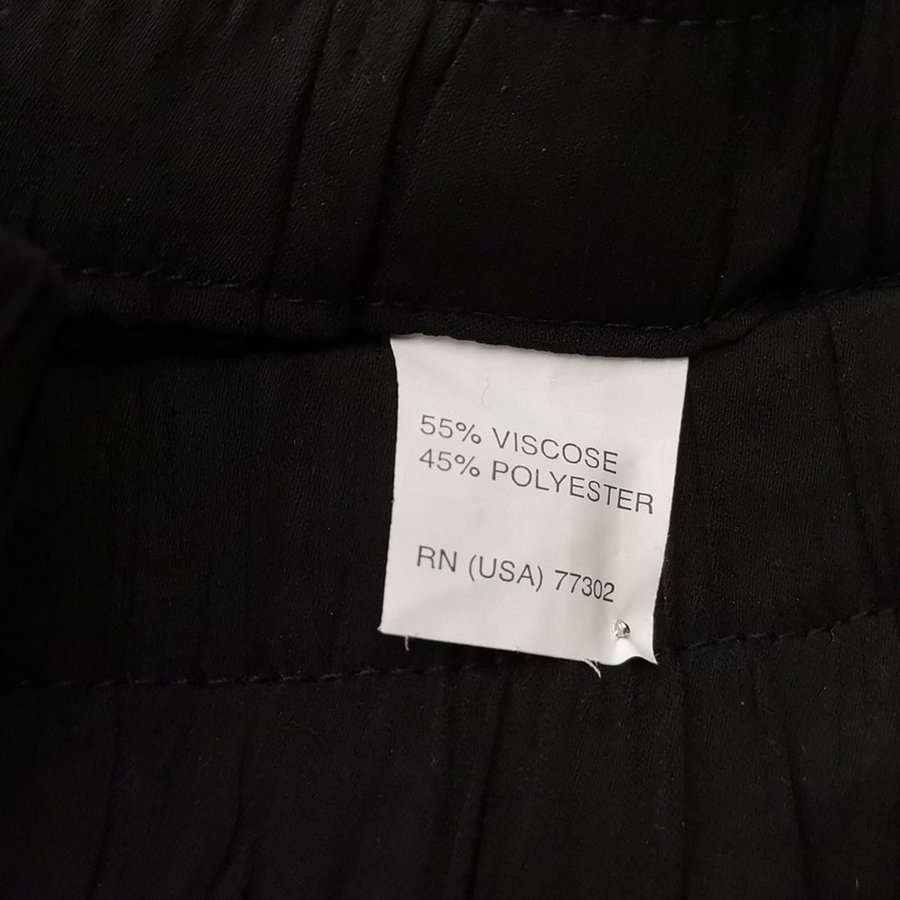 55% VISCOSE
45% POLYESTER
RN (USA) 77302